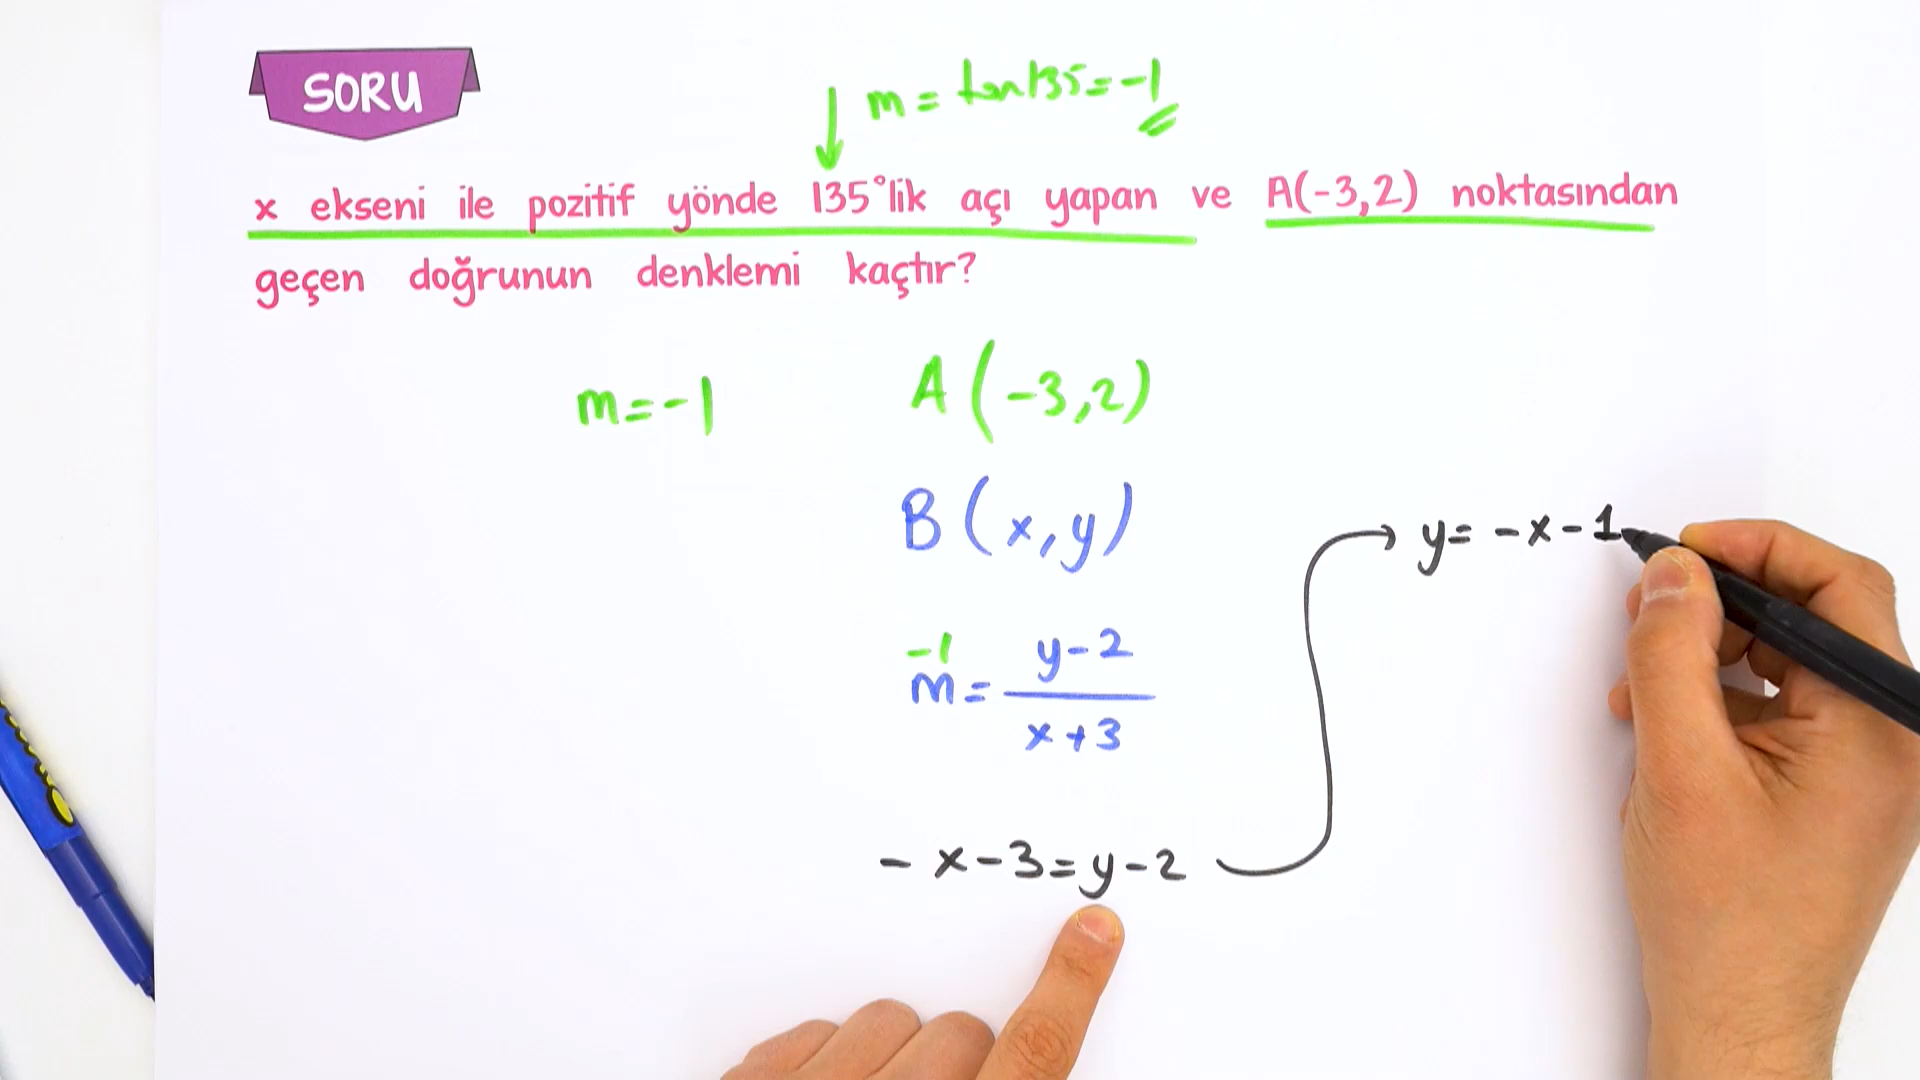 SORU
m = tan135 = -1
x ekseni ile pozitif yönde 135°lik açı yapan ve A(-3,2) noktasından
geçen doğrunun denklemi kaçtır?
m = -1
A (-3,2)
B (x,y)
-1
m = y-2
x+3
- x-3 = y-2
y = -x-1